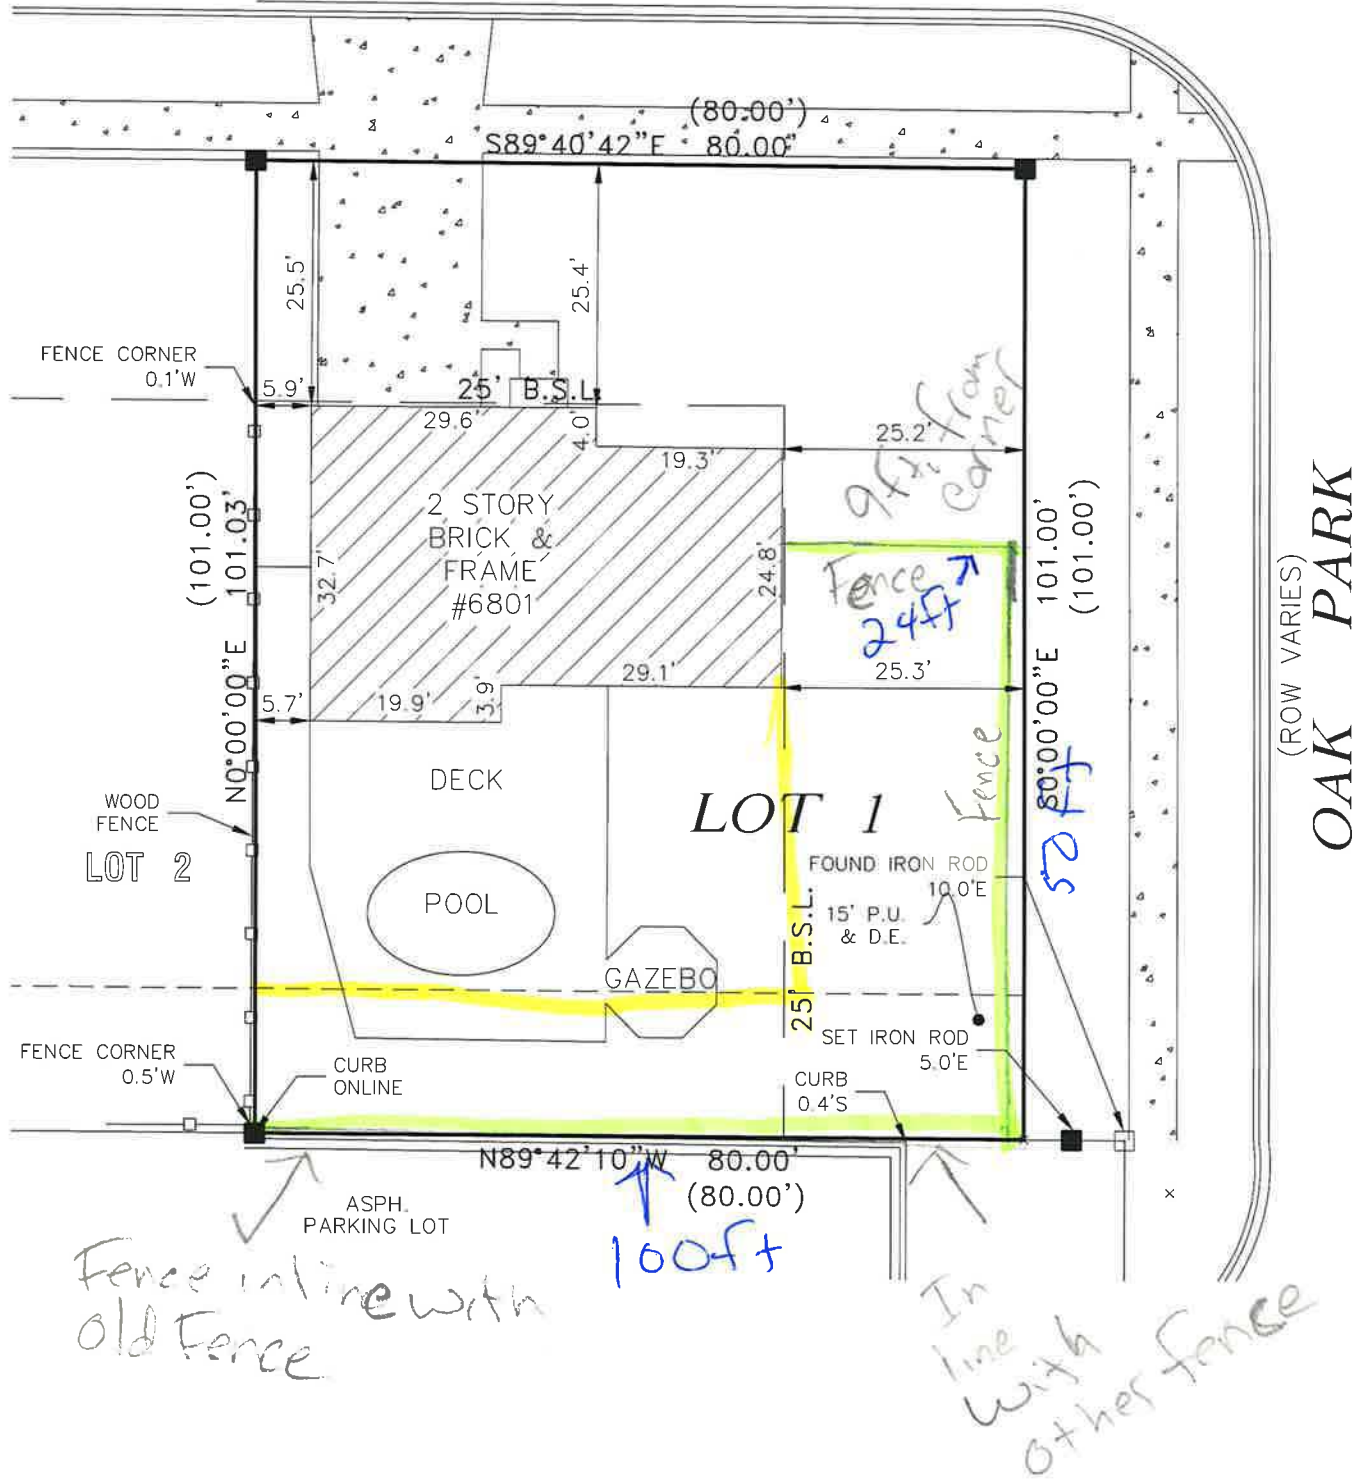 (80.00')
S89°40'42"E 80.00'
25.5'
25.4'
FENCE CORNER
0.1'W
5.9'
25' B.S.L.
29.6'
4.0'
19.3'
25.2'
9ft. from
corner
(101.00')
N0°00'00"E 101.03'
2 STORY
BRICK &
FRAME
#6801
32.7'
24.8'
Fence
24ft
101.00'
(101.00')
80°00'00"E
50 Ft
(ROW VARIES)
OAK PARK
5.7'
19.9'
3.9'
29.1'
25.3'
Fence
DECK
LOT 1
WOOD
FENCE
LOT 2
POOL
FOUND IRON ROD
10.0'E
15' P.U.
& D.E.
25' B.S.L.
GAZEBO
FENCE CORNER
0.5'W
CURB
ONLINE
SET IRON ROD
5.0'E
CURB
0.4'S
N89°42'10"W 80.00'
(80.00')
ASPH.
PARKING LOT
100ft
Fence inline with
Old Fence
In
line
with
other fence